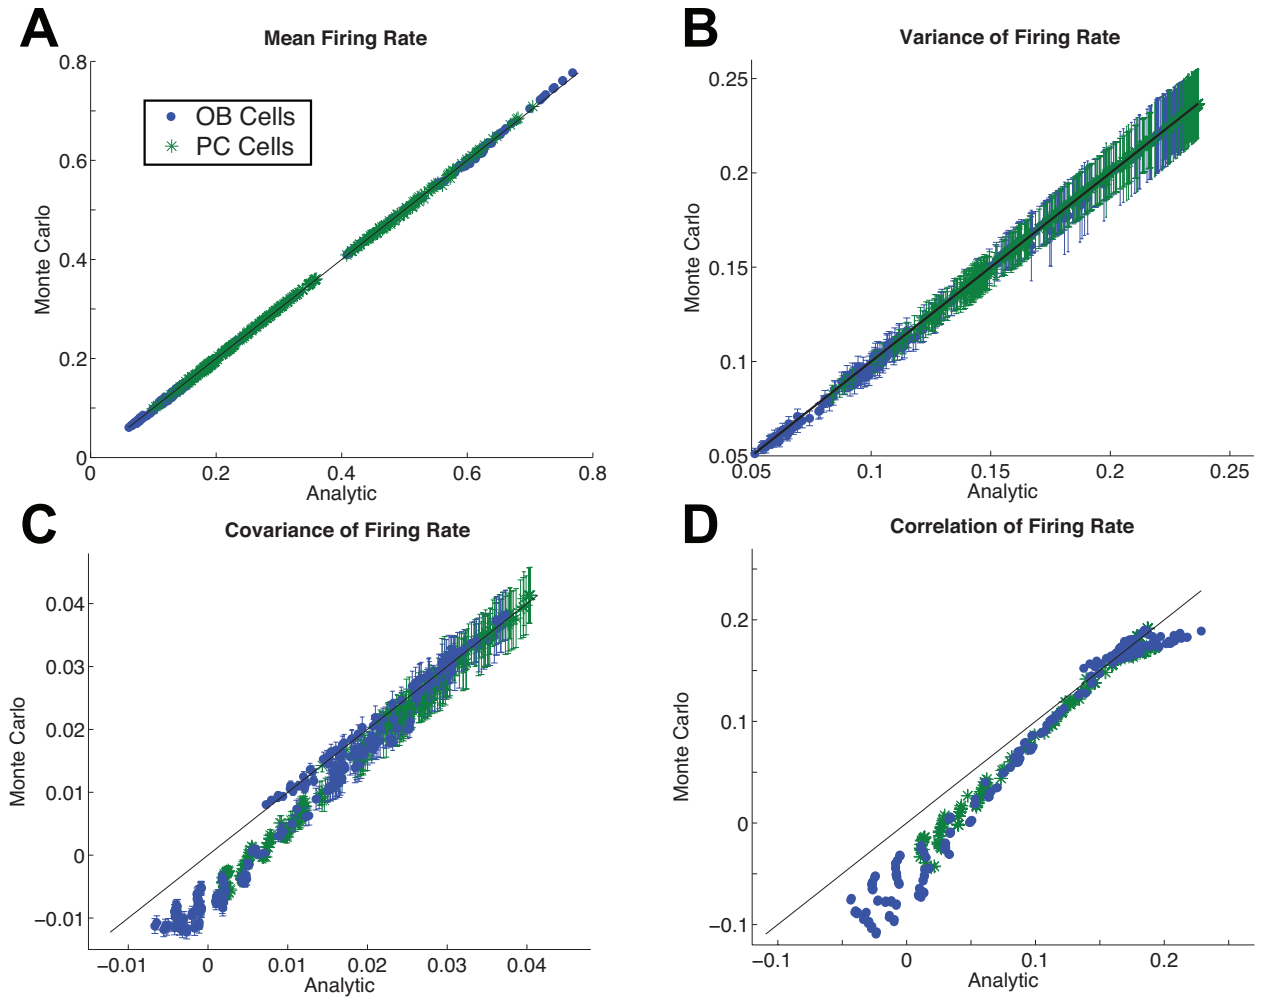 A
Mean Firing Rate
0.8
0.6
0.4
0.2
0
Monte Carlo
OB Cells
PC Cells
0 0.2 0.4 0.6 0.8
Analytic
B
Variance of Firing Rate
0.25
0.2
0.15
0.1
0.05
Monte Carlo
0.05 0.1 0.15 0.2 0.25
Analytic
C
Covariance of Firing Rate
0.04
0.03
0.02
0.01
0
−0.01
Monte Carlo
−0.01 0 0.01 0.02 0.03 0.04
Analytic
D
Correlation of Firing Rate
0.2
0.1
0
−0.1
Monte Carlo
−0.1 0 0.1 0.2
Analytic